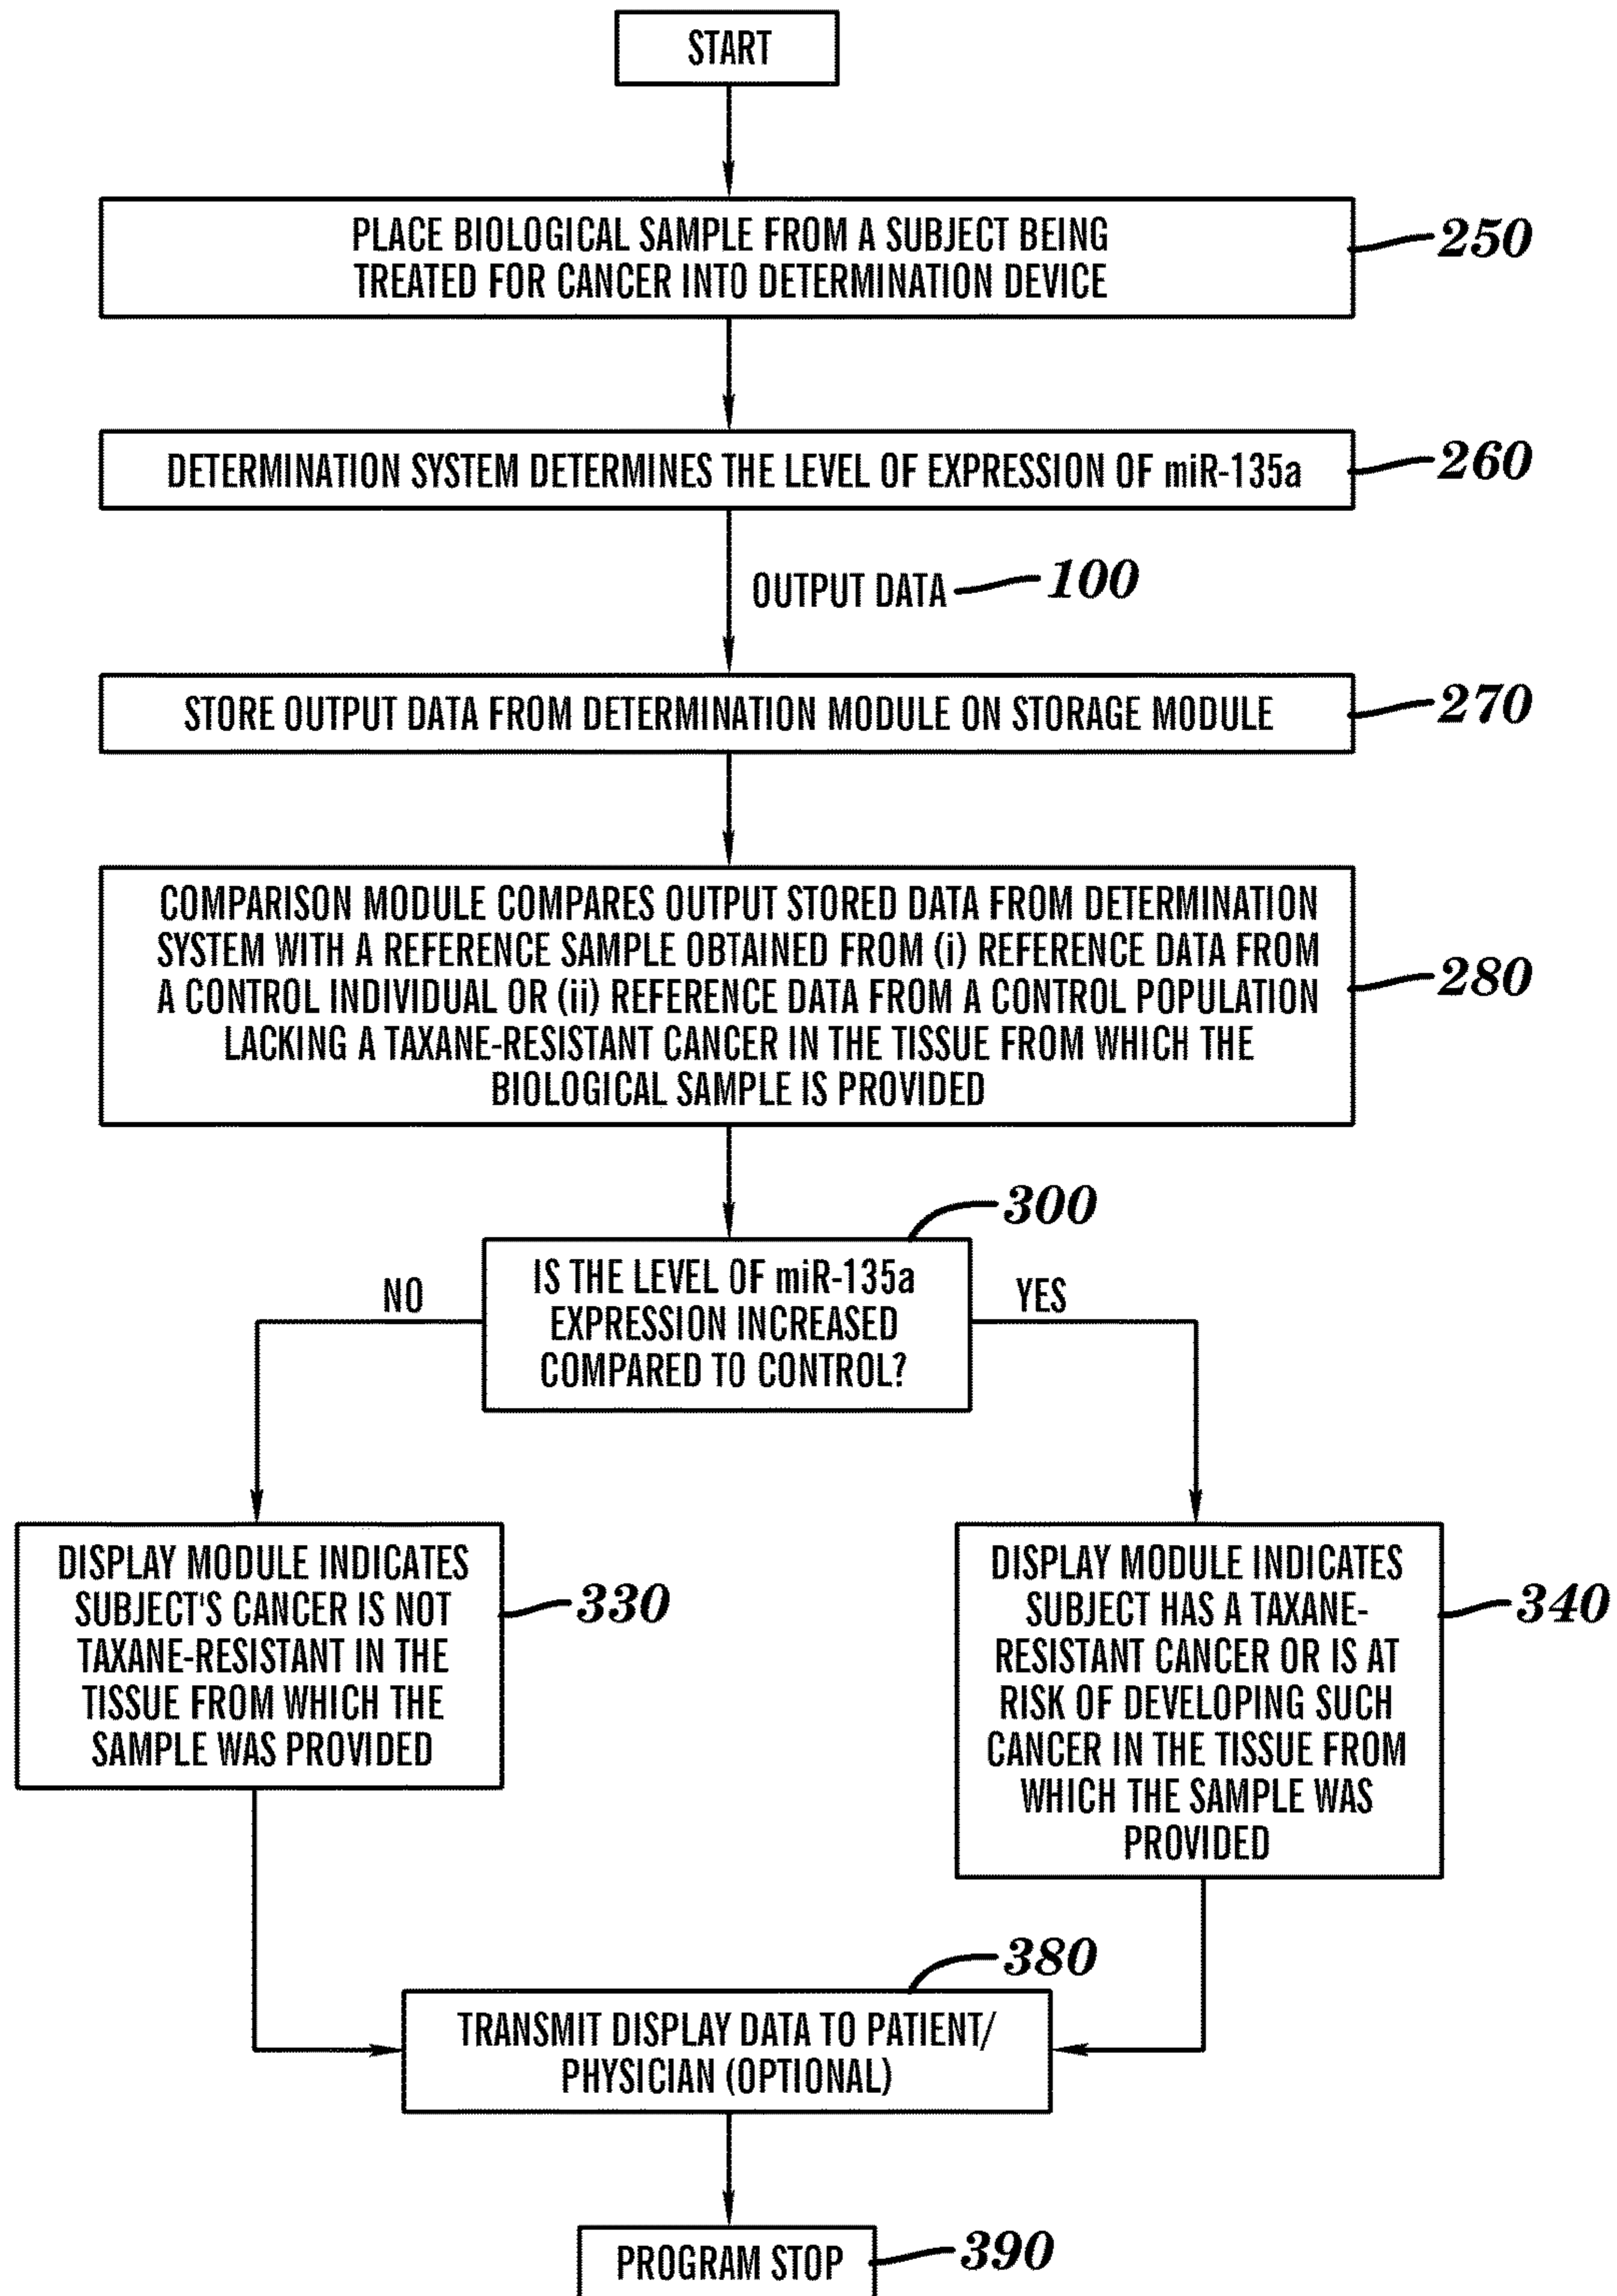 START
PLACE BIOLOGICAL SAMPLE FROM A SUBJECT BEING
TREATED FOR CANCER INTO DETERMINATION DEVICE
250
DETERMINATION SYSTEM DETERMINES THE LEVEL OF EXPRESSION OF miR-135a
260
OUTPUT DATA
100
STORE OUTPUT DATA FROM DETERMINATION MODULE ON STORAGE MODULE
270
COMPARISON MODULE COMPARES OUTPUT STORED DATA FROM DETERMINATION
SYSTEM WITH A REFERENCE SAMPLE OBTAINED FROM (i) REFERENCE DATA FROM
A CONTROL INDIVIDUAL OR (ii) REFERENCE DATA FROM A CONTROL POPULATION
LACKING A TAXANE-RESISTANT CANCER IN THE TISSUE FROM WHICH THE
BIOLOGICAL SAMPLE IS PROVIDED
280
300
IS THE LEVEL OF miR-135a
EXPRESSION INCREASED
COMPARED TO CONTROL?
NO
YES
DISPLAY MODULE INDICATES
SUBJECT'S CANCER IS NOT
TAXANE-RESISTANT IN THE
TISSUE FROM WHICH THE
SAMPLE WAS PROVIDED
330
DISPLAY MODULE INDICATES
SUBJECT HAS A TAXANE-
RESISTANT CANCER OR IS AT
RISK OF DEVELOPING SUCH
CANCER IN THE TISSUE FROM
WHICH THE SAMPLE WAS
PROVIDED
340
380
TRANSMIT DISPLAY DATA TO PATIENT/
PHYSICIAN (OPTIONAL)
PROGRAM STOP
390